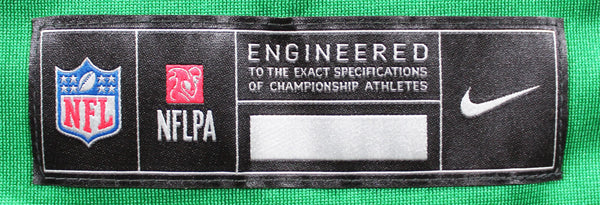 NFL
NFLPA
ENGINEERED
TO THE EXACT SPECIFICATIONS
OF CHAMPIONSHIP ATHLETES